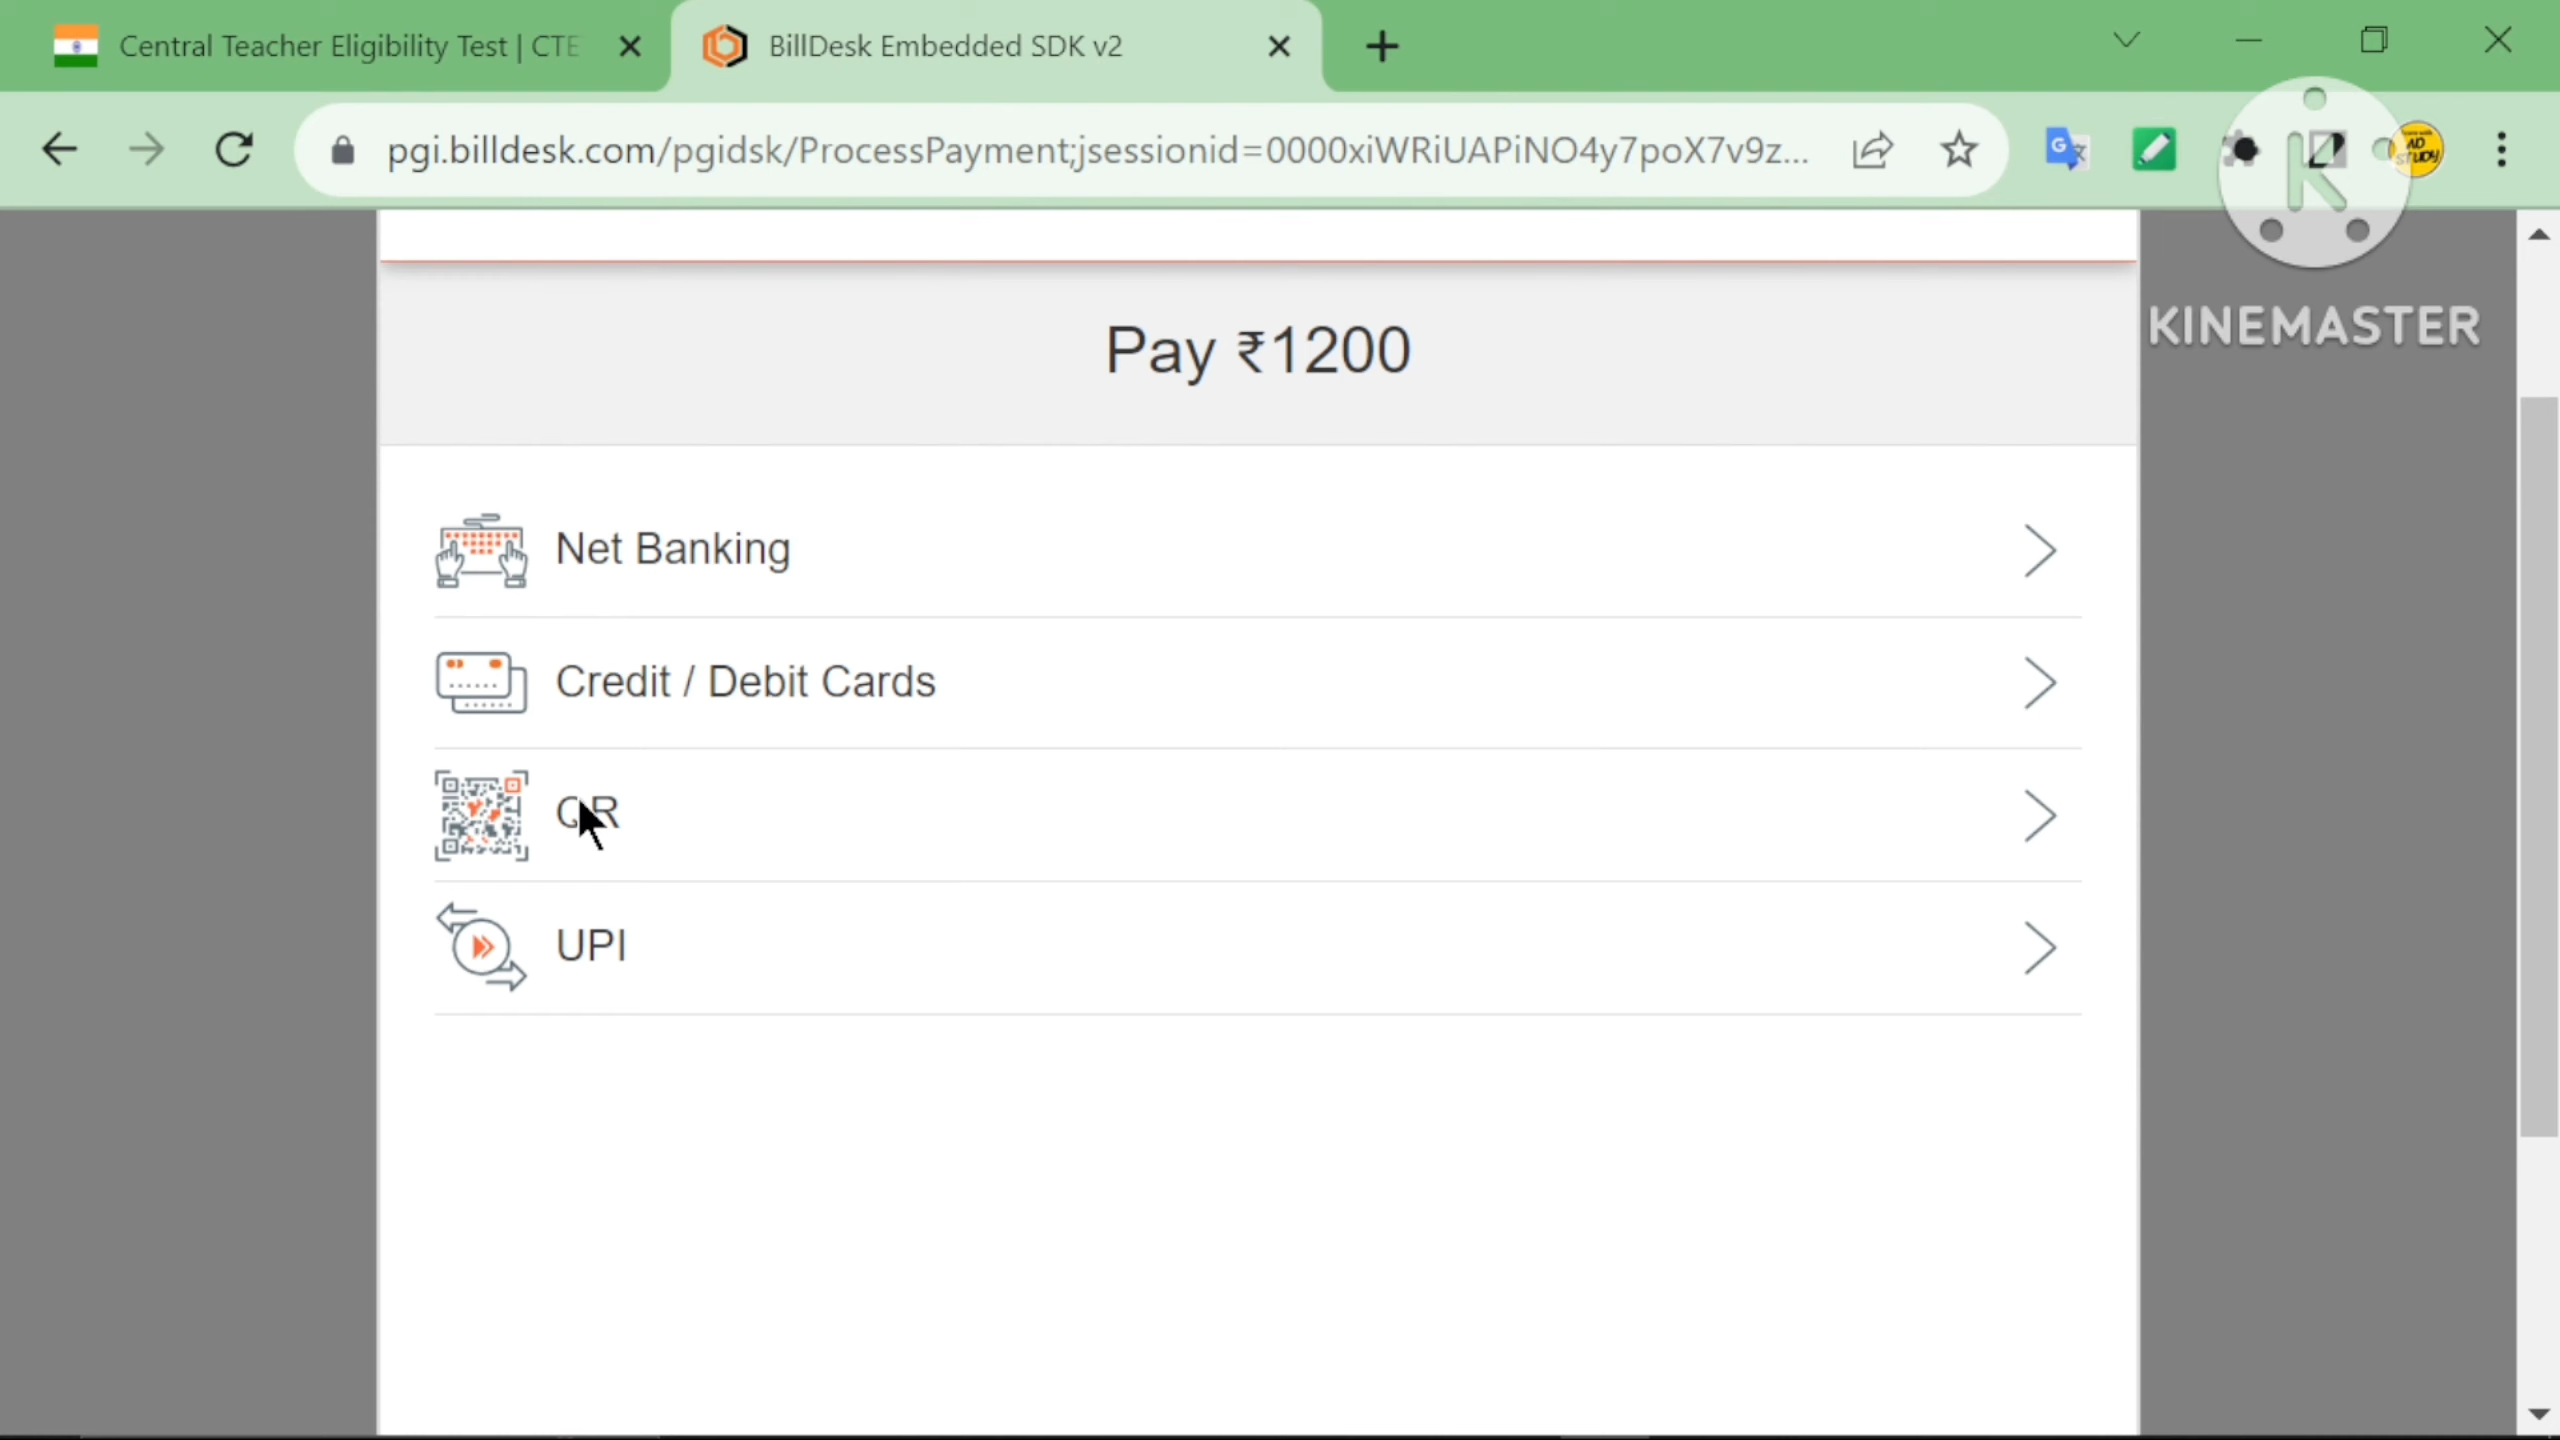 Central Teacher Eligibility Test | CTE
BillDesk Embedded SDK v2
pgi.billdesk.com/pgidsk/ProcessPayment;jsessionid=0000xiWRiUAPiNO4y7poX7v9z...
KINEMASTER
Pay ₹1200
Net Banking
Credit / Debit Cards
QR
UPI